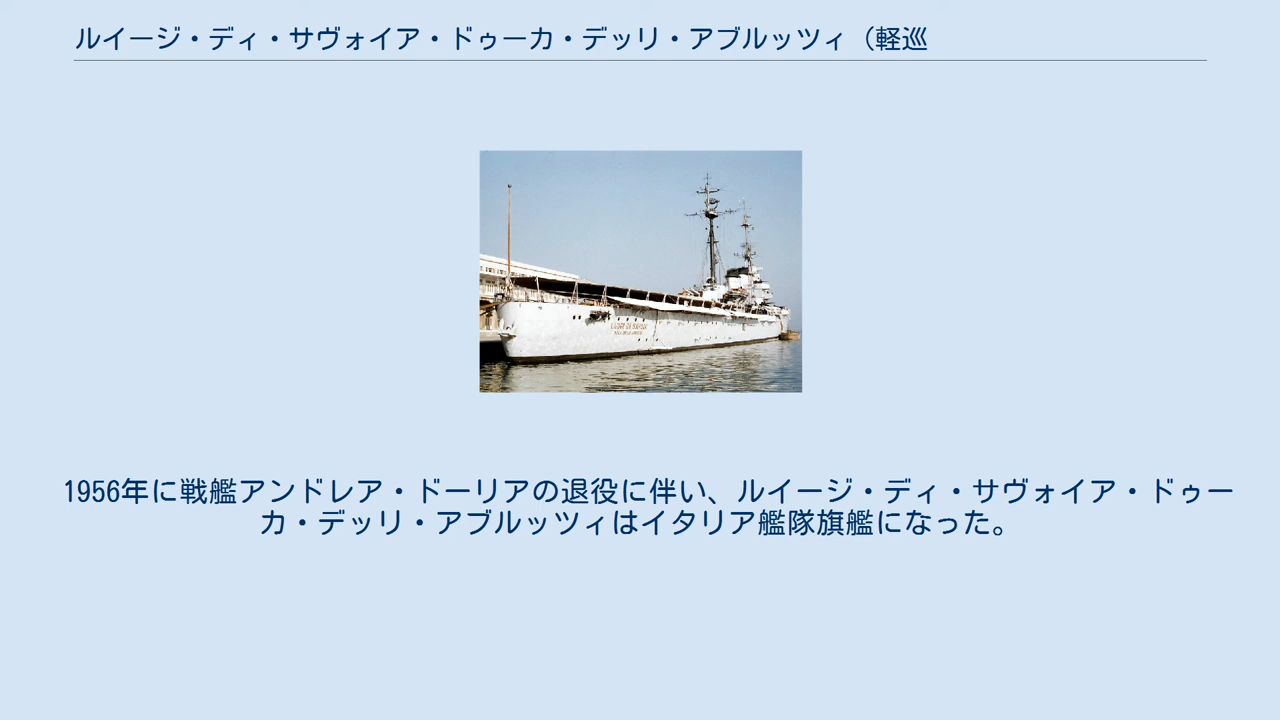 ルイージ・ディ・サヴォイア・ドゥーカ・デッリ・アブルッツィ（軽巡
1956年に戦艦アンドレア・ドーリアの退役に伴い、ルイージ・ディ・サヴォイア・ドゥー
カ・デッリ・アブルッツィはイタリア艦隊旗艦になった。